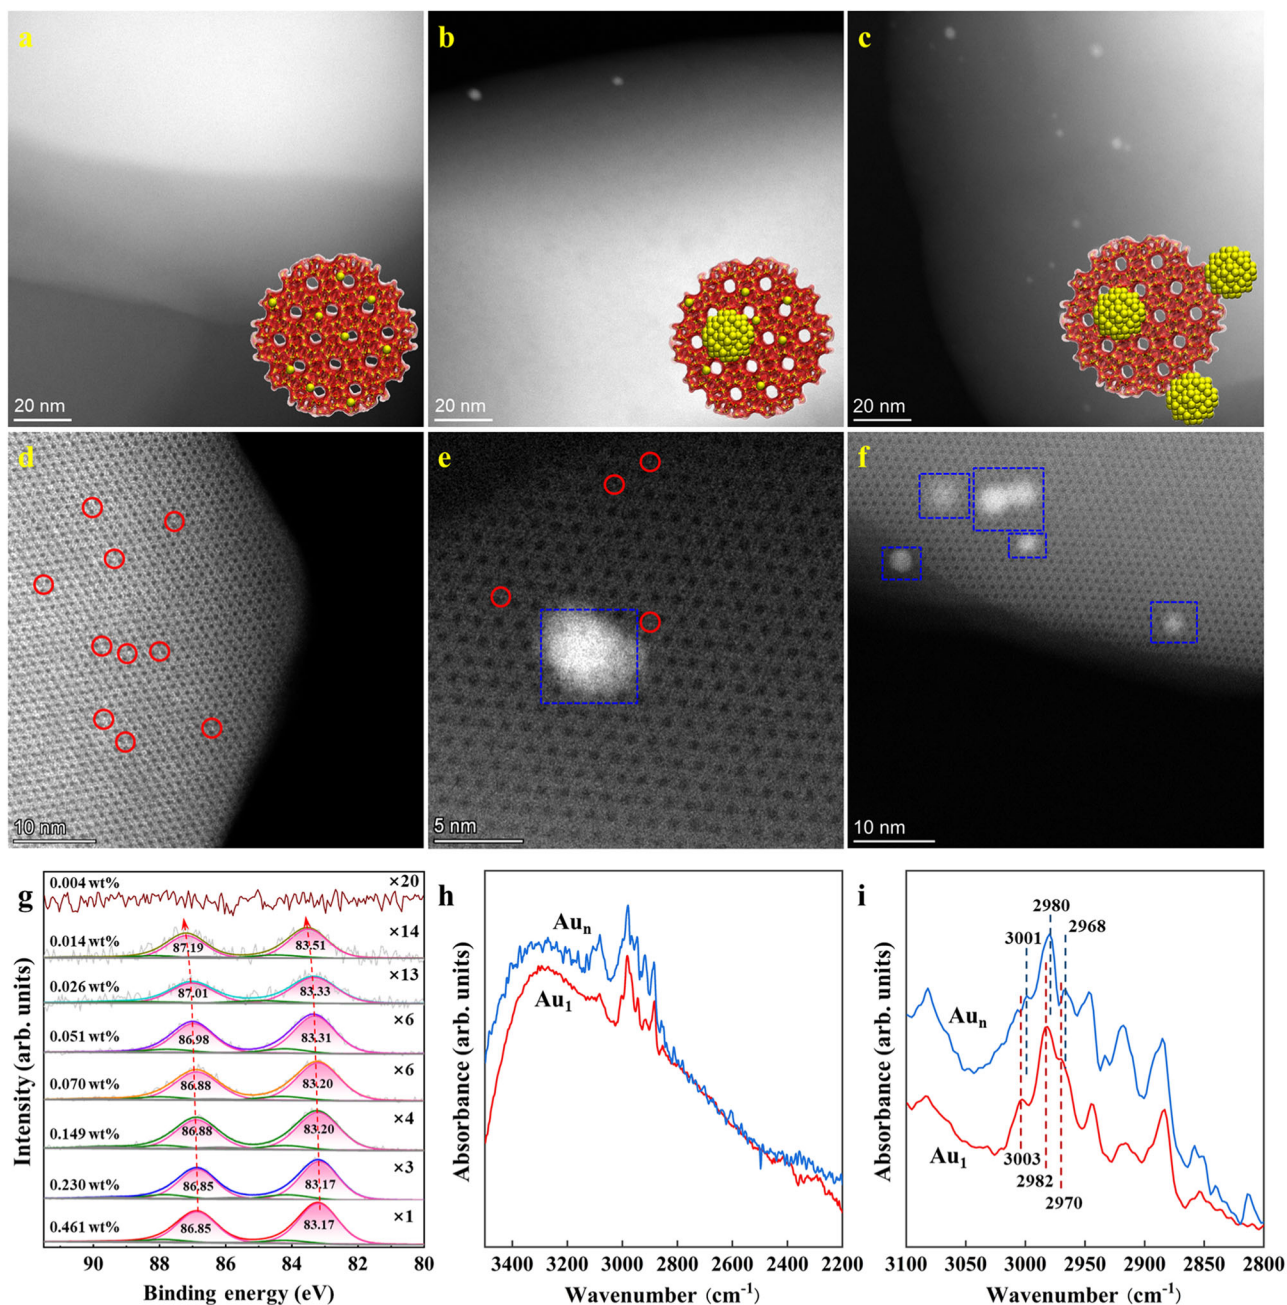 a
20 nm
b
20 nm
c
20 nm
d
10 nm
e
5 nm
f
10 nm
g
0.004 wt%
×20
0.014 wt%
87.19
83.51
×14
0.026 wt%
87.01
83.33
×13
0.051 wt%
86.98
83.31
×6
0.070 wt%
86.88
83.20
×6
0.149 wt%
86.88
83.20
×4
0.230 wt%
86.85
83.17
×3
0.461 wt%
86.85
83.17
×1
Intensity (arb. units)
90 88 86 84 82 80
Binding energy (eV)
h
Auₙ
Au₁
Absorbance (arb. units)
3400 3200 3000 2800 2600 2400 2200
Wavenumber (cm⁻¹)
i
2980
3001
2968
Auₙ
Au₁
3003
2982
2970
Absorbance (arb. units)
3100 3050 3000 2950 2900 2850 2800
Wavenumber (cm⁻¹)